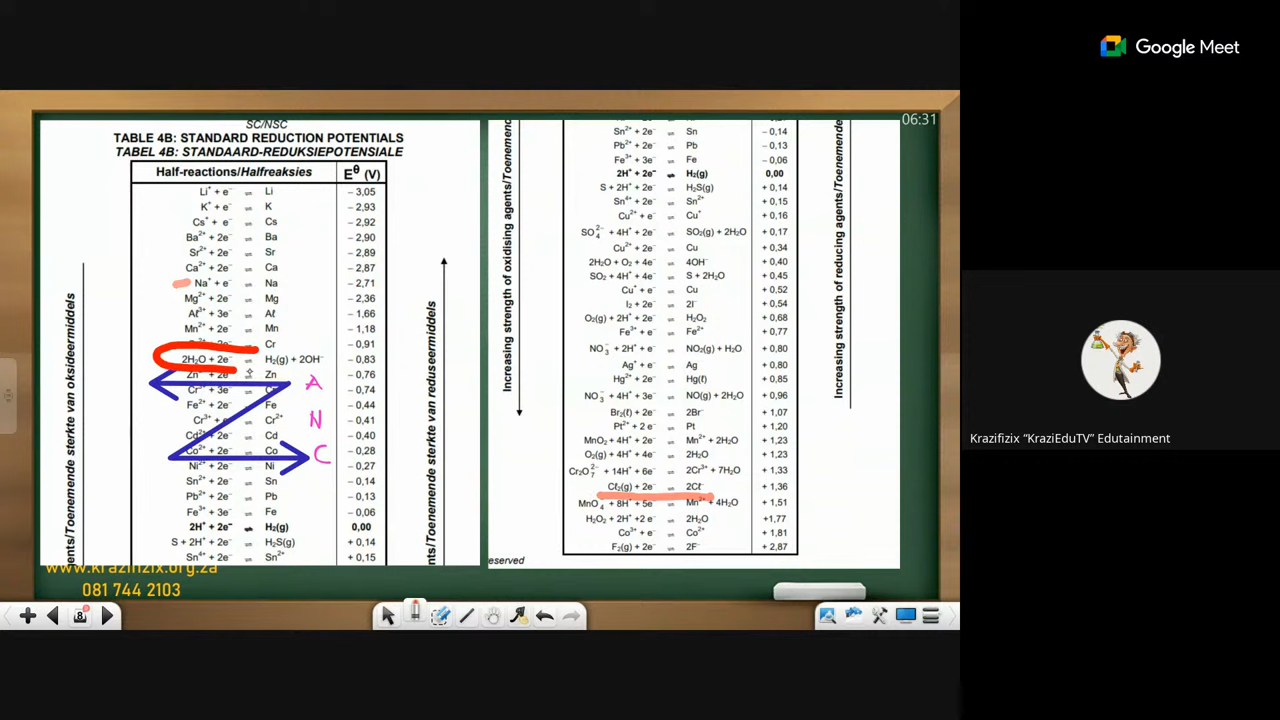 Google Meet
06:31
SC/NSC
TABLE 4B: STANDARD REDUCTION POTENTIALS
TABEL 4B: STANDAARD-REDUKSIEPOTENSIALE
Half-reactions/Halfreaksies E⁰ (V)
Li⁺ + e⁻ ⇌ Li − 3,05
K⁺ + e⁻ ⇌ K − 2,93
Cs⁺ + e⁻ ⇌ Cs − 2,92
Ba²⁺ + 2e⁻ ⇌ Ba − 2,90
Sr²⁺ + 2e⁻ ⇌ Sr − 2,89
Ca²⁺ + 2e⁻ ⇌ Ca − 2,87
Na⁺ + e⁻ ⇌ Na − 2,71
Mg²⁺ + 2e⁻ ⇌ Mg − 2,36
Aℓ³⁺ + 3e⁻ ⇌ Aℓ − 1,66
Mn²⁺ + 2e⁻ ⇌ Mn − 1,18
⇌ Cr − 0,91
2H₂O + 2e⁻ ⇌ H₂(g) + 2OH⁻ − 0,83
Zn + 2e ⇌ Zn − 0,76
Cr³⁺ + 3e⁻ − 0,74
Fe²⁺ + 2e⁻ ⇌ Fe − 0,44
Cr³⁺ + e ⇌ Cr²⁺ − 0,41
Cd²⁺ + 2e⁻ ⇌ Cd − 0,40
Co²⁺ + 2e⁻ ⇌ Co − 0,28
Ni²⁺ + 2e⁻ ⇌ Ni − 0,27
Sn²⁺ + 2e⁻ ⇌ Sn − 0,14
Pb²⁺ + 2e⁻ ⇌ Pb − 0,13
Fe³⁺ + 3e⁻ ⇌ Fe − 0,06
2H⁺ + 2e⁻ ⇌ H₂(g) 0,00
S + 2H⁺ + 2e⁻ ⇌ H₂S(g) + 0,14
Sn⁴⁺ + 2e⁻ ⇌ Sn²⁺ + 0,15
A
N
C
ents/Toenemende sterkte van oksideermiddels
nts/Toenemende sterkte van reduseermiddels
www.krazifizix.org.za
081 744 2103
Sn²⁺ + 2e⁻ ⇌ Sn − 0,14
Pb²⁺ + 2e⁻ ⇌ Pb − 0,13
Fe³⁺ + 3e⁻ ⇌ Fe − 0,06
2H⁺ + 2e⁻ ⇌ H₂(g) 0,00
S + 2H⁺ + 2e⁻ ⇌ H₂S(g) + 0,14
Sn⁴⁺ + 2e⁻ ⇌ Sn²⁺ + 0,15
Cu²⁺ + e⁻ ⇌ Cu⁺ + 0,16
SO₄²⁻ + 4H⁺ + 2e⁻ ⇌ SO₂(g) + 2H₂O + 0,17
Cu²⁺ + 2e⁻ ⇌ Cu + 0,34
2H₂O + O₂ + 4e⁻ ⇌ 4OH⁻ + 0,40
SO₂ + 4H⁺ + 4e⁻ ⇌ S + 2H₂O + 0,45
Cu⁺ + e⁻ ⇌ Cu + 0,52
I₂ + 2e⁻ ⇌ 2I⁻ + 0,54
O₂(g) + 2H⁺ + 2e⁻ ⇌ H₂O₂ + 0,68
Fe³⁺ + e⁻ ⇌ Fe²⁺ + 0,77
NO₃⁻ + 2H⁺ + e⁻ ⇌ NO₂(g) + H₂O + 0,80
Ag⁺ + e⁻ ⇌ Ag + 0,80
Hg²⁺ + 2e⁻ ⇌ Hg(ℓ) + 0,85
NO₃⁻ + 4H⁺ + 3e⁻ ⇌ NO(g) + 2H₂O + 0,96
Br₂(ℓ) + 2e⁻ ⇌ 2Br⁻ + 1,07
Pt²⁺ + 2 e⁻ ⇌ Pt + 1,20
MnO₂ + 4H⁺ + 2e⁻ ⇌ Mn²⁺ + 2H₂O + 1,23
O₂(g) + 4H⁺ + 4e⁻ ⇌ 2H₂O + 1,23
Cr₂O₇²⁻ + 14H⁺ + 6e⁻ ⇌ 2Cr³⁺ + 7H₂O + 1,33
Cℓ₂(g) + 2e⁻ ⇌ 2Cℓ⁻ + 1,36
MnO₄⁻ + 8H⁺ + 5e⁻ ⇌ Mn²⁺ + 4H₂O + 1,51
H₂O₂ + 2H⁺ +2 e⁻ ⇌ 2H₂O +1,77
Co³⁺ + e⁻ ⇌ Co²⁺ + 1,81
F₂(g) + 2e⁻ ⇌ 2F⁻ + 2,87
Increasing strength of oxidising agents/Toenemend
Increasing strength of reducing agents/Toenemende
eserved
8
Krazifizix "KraziEduTV" Edutainment